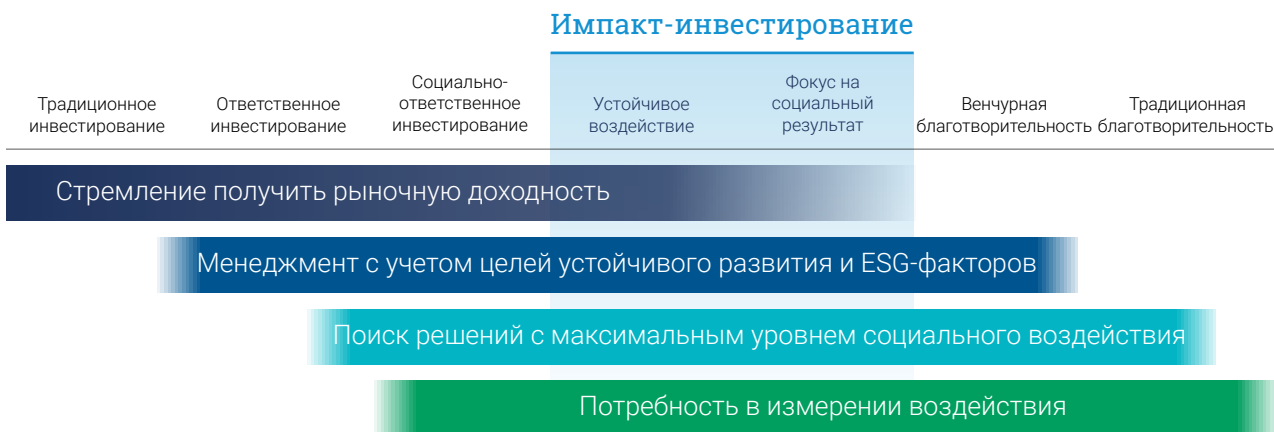 Импакт-инвестирование
Традиционное
инвестирование
Ответственное
инвестирование
Социально-
ответственное
инвестирование
Устойчивое
воздействие
Фокус на
социальный
результат
Венчурная
благотворительность
Традиционная
благотворительность
Стремление получить рыночную доходность
Менеджмент с учетом целей устойчивого развития и ESG-факторов
Поиск решений с максимальным уровнем социального воздействия
Потребность в измерении воздействия